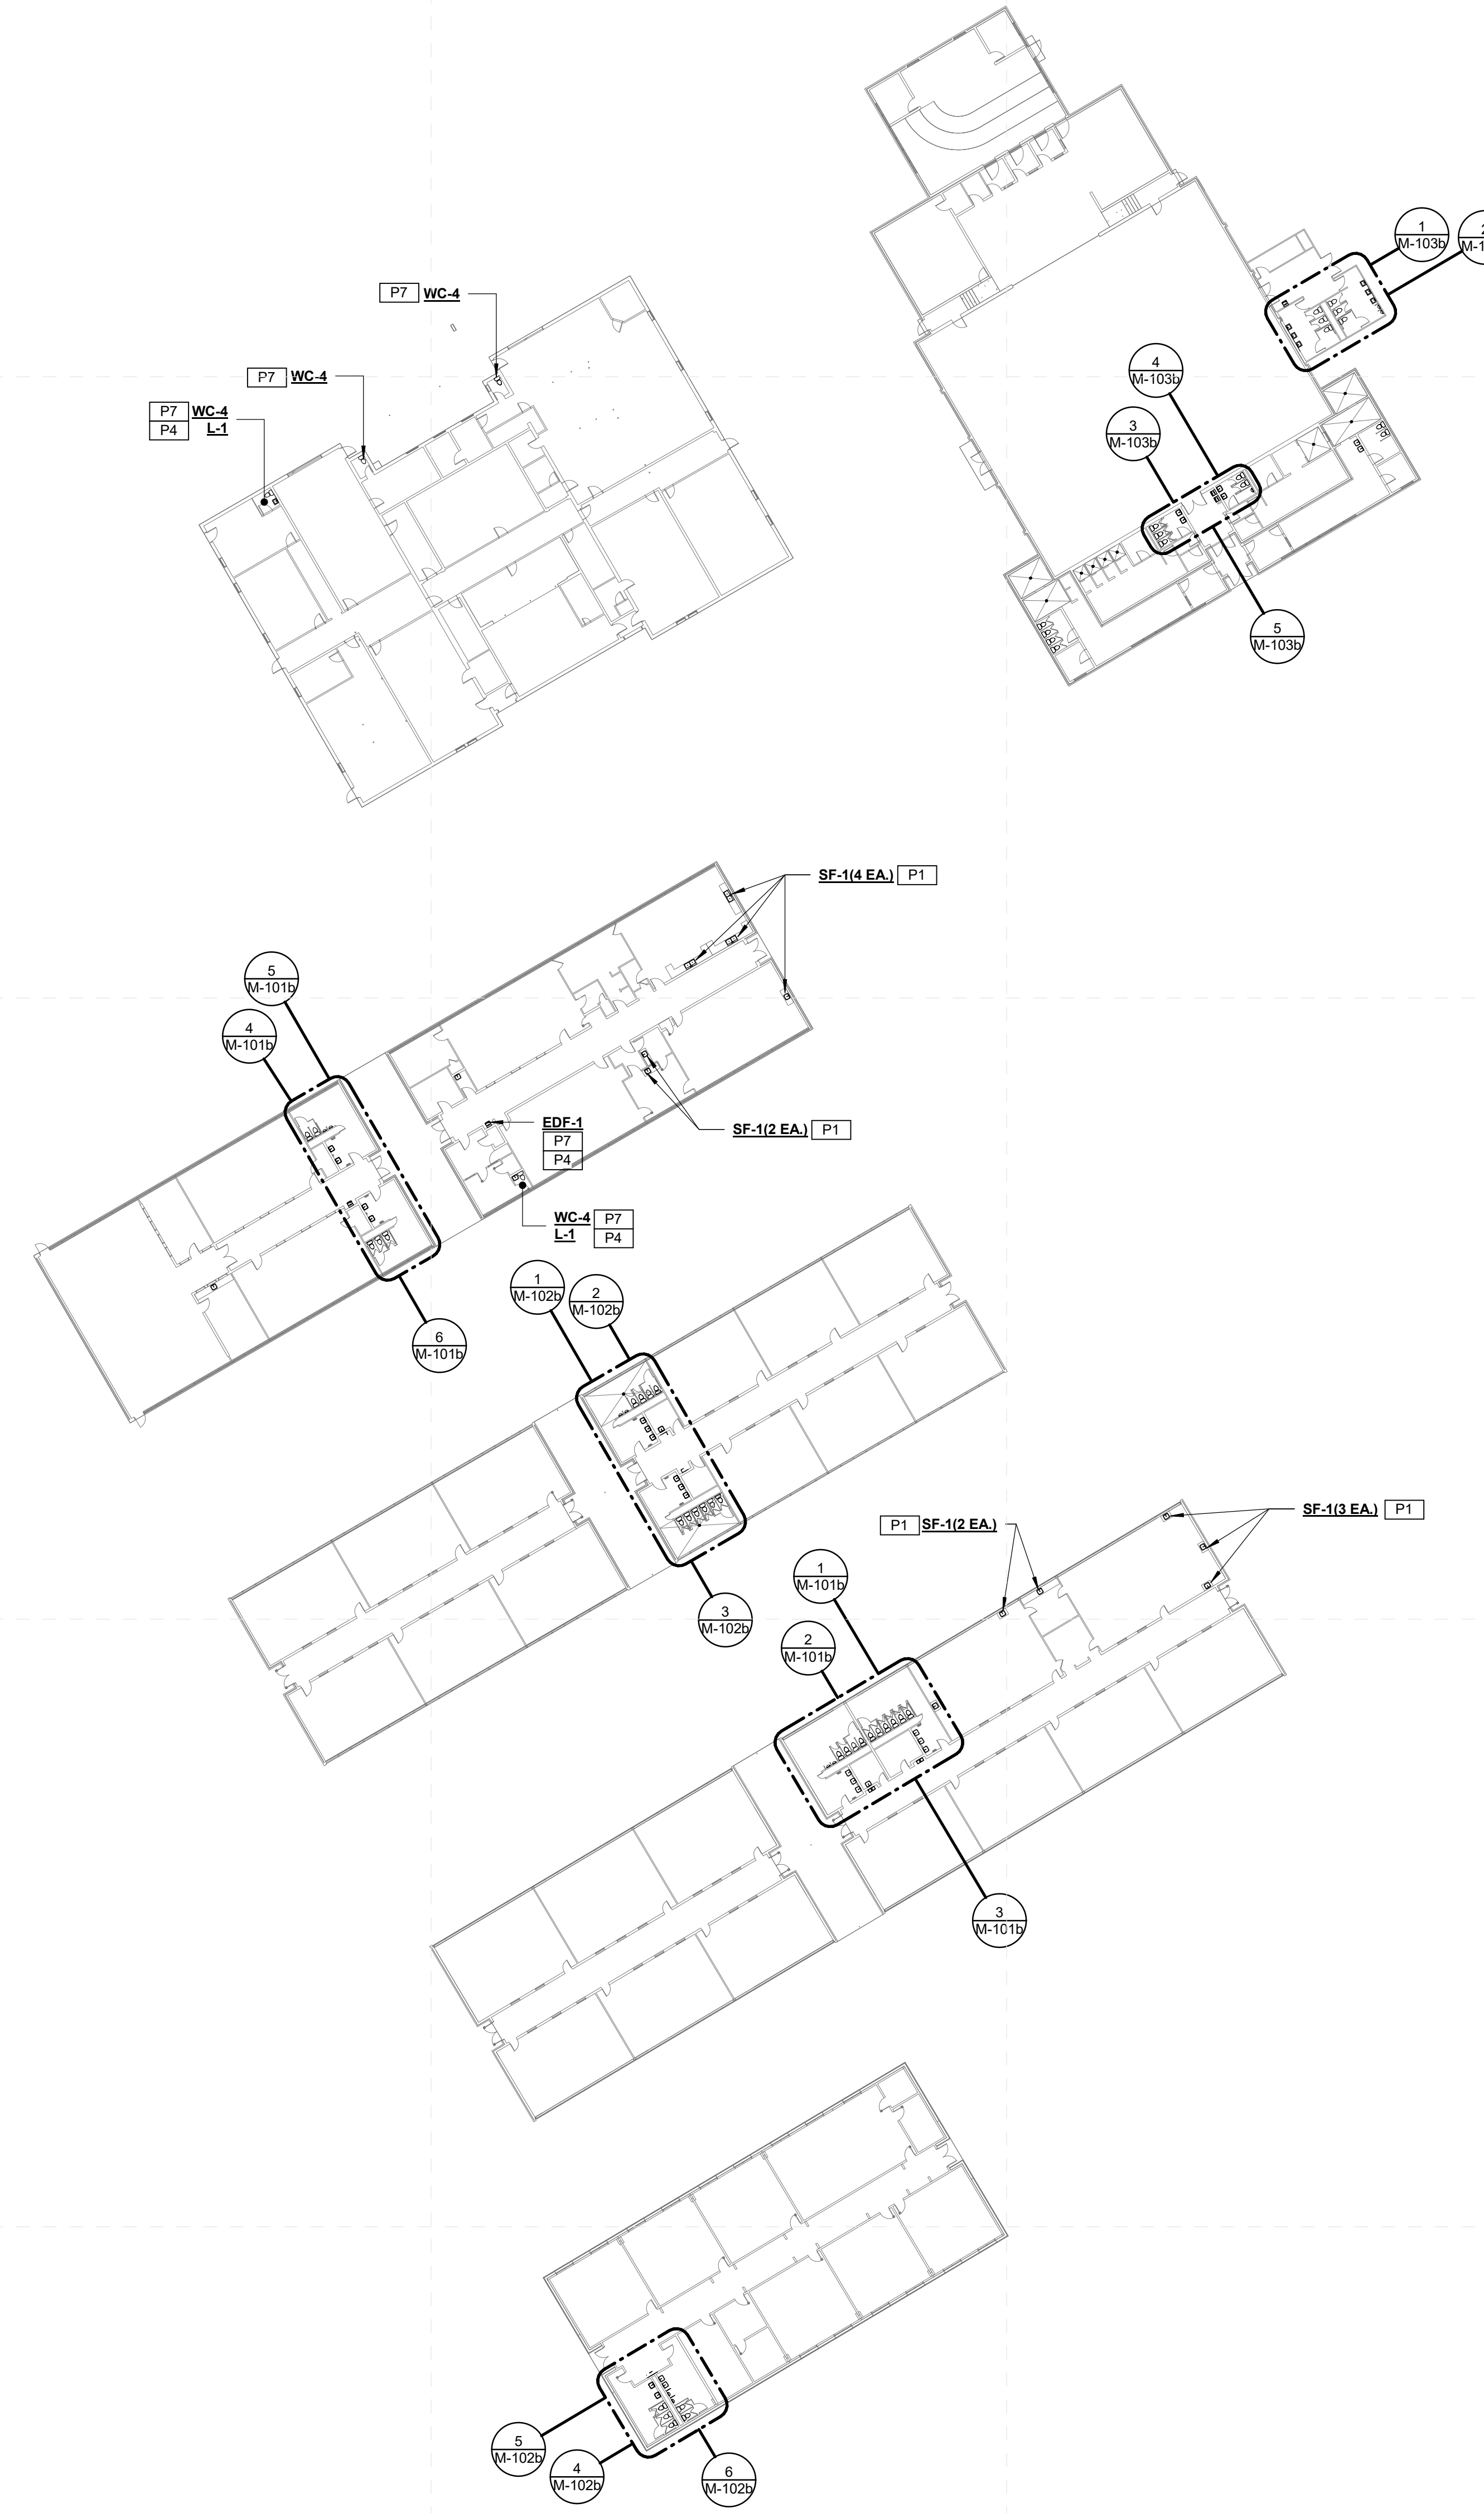 1
M-103b
2
P7 WC-4
P7 WC-4
P7 WC-4
P4 L-1
4
M-103b
3
M-103b
5
M-103b
SF-1(4 EA.) P1
5
M-101b
4
M-101b
EDF-1
P7
P4
SF-1(2 EA.) P1
WC-4 P7
L-1 P4
1
M-102b
2
M-102b
6
M-101b
P1 SF-1(2 EA.)
SF-1(3 EA.) P1
1
M-101b
3
M-102b
2
M-101b
3
M-101b
5
M-102b
4
M-102b
6
M-102b